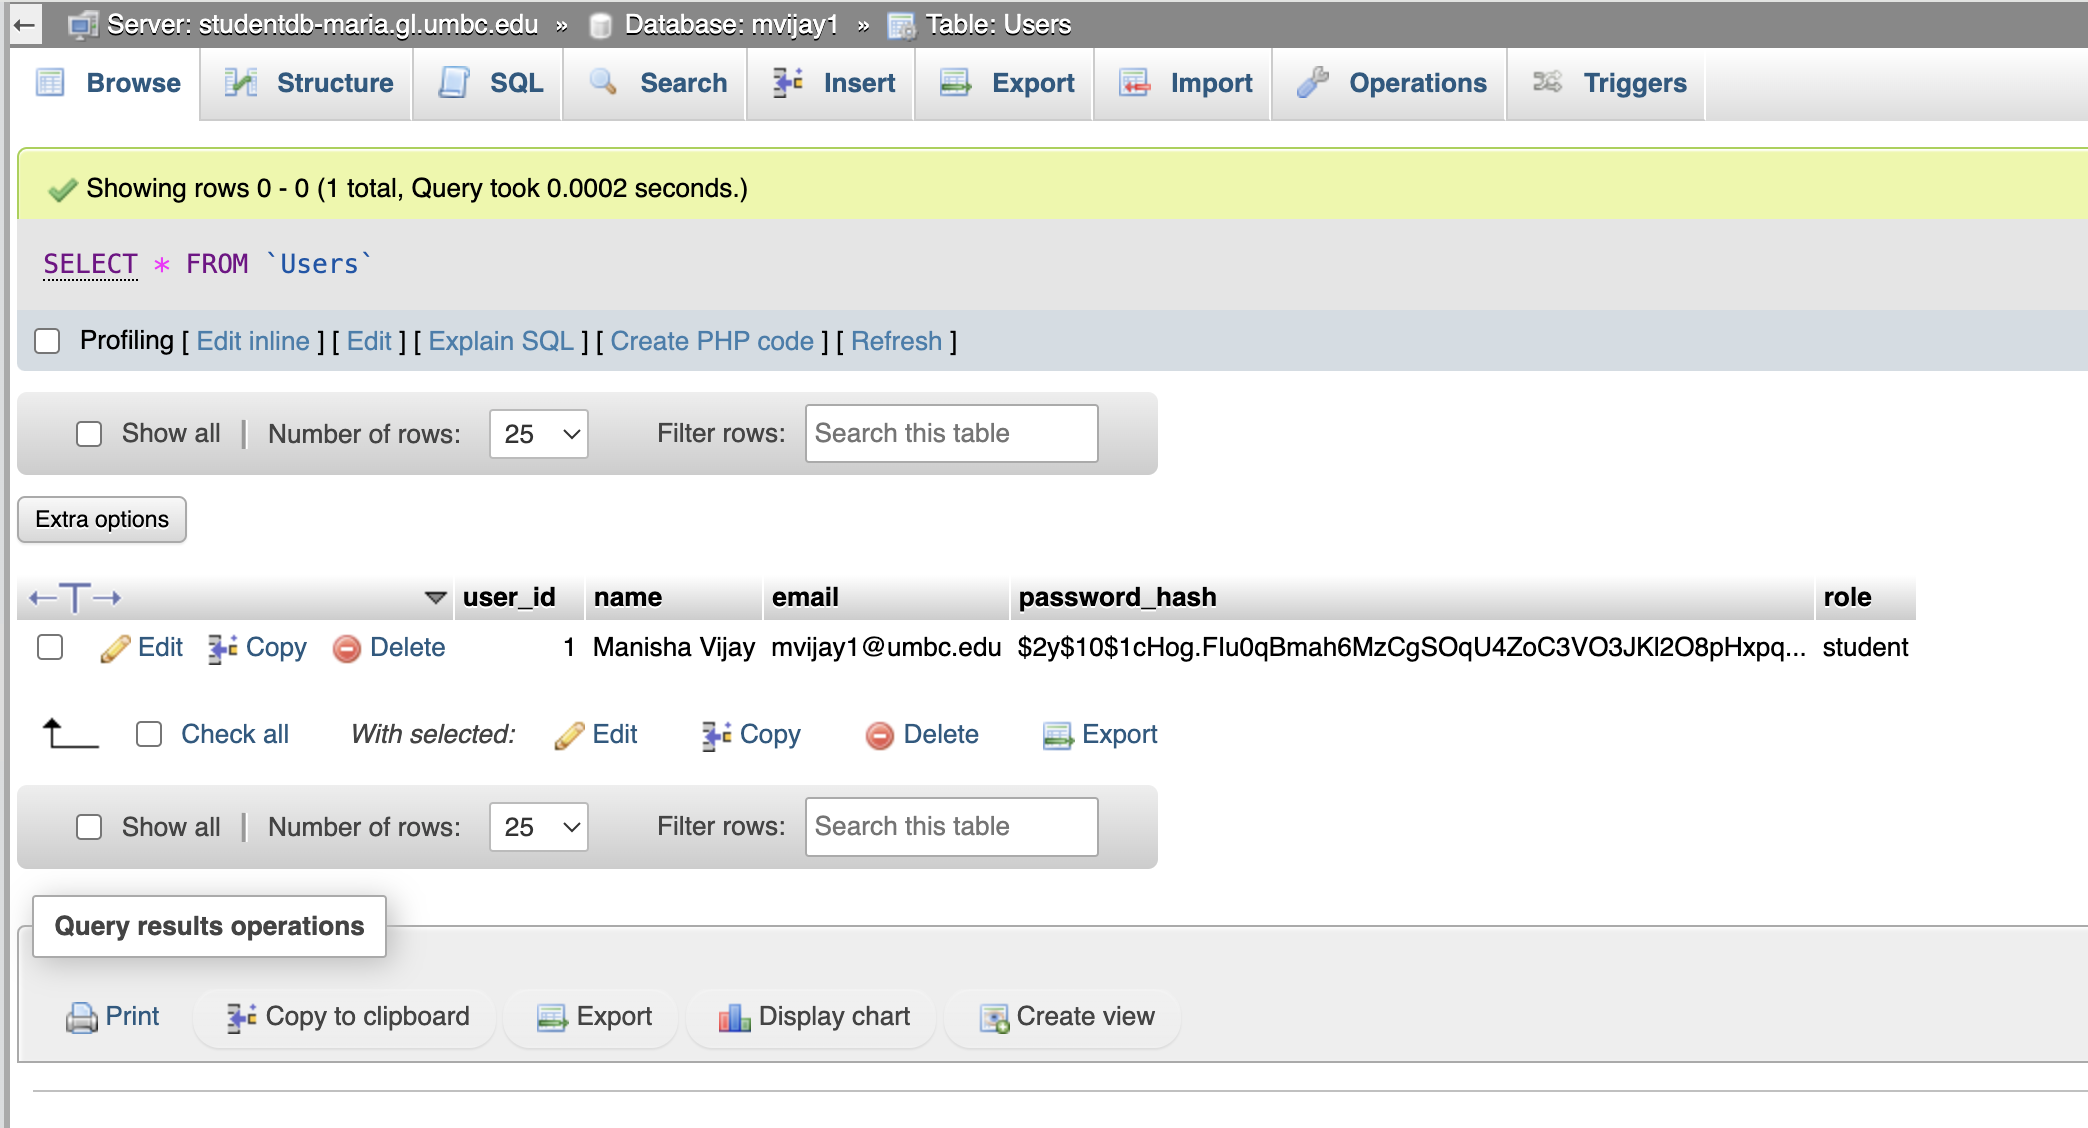 ← Server: studentdb-maria.gl.umbc.edu » Database: mvijay1 » Table: Users
Browse Structure SQL Search Insert Export Import Operations Triggers
Showing rows 0 - 0 (1 total, Query took 0.0002 seconds.)
SELECT * FROM `Users`
Profiling [ Edit inline ] [ Edit ] [ Explain SQL ] [ Create PHP code ] [ Refresh ]
Show all | Number of rows: 25 Filter rows: Search this table
Extra options
←T→ user_id name email password_hash role
Edit Copy Delete 1 Manisha Vijay mvijay1@umbc.edu $2y$10$1cHog.FIu0qBmah6MzCgSOqU4ZoC3VO3JKl2O8pHxpq... student
Check all With selected: Edit Copy Delete Export
Show all | Number of rows: 25 Filter rows: Search this table
Query results operations
Print Copy to clipboard Export Display chart Create view